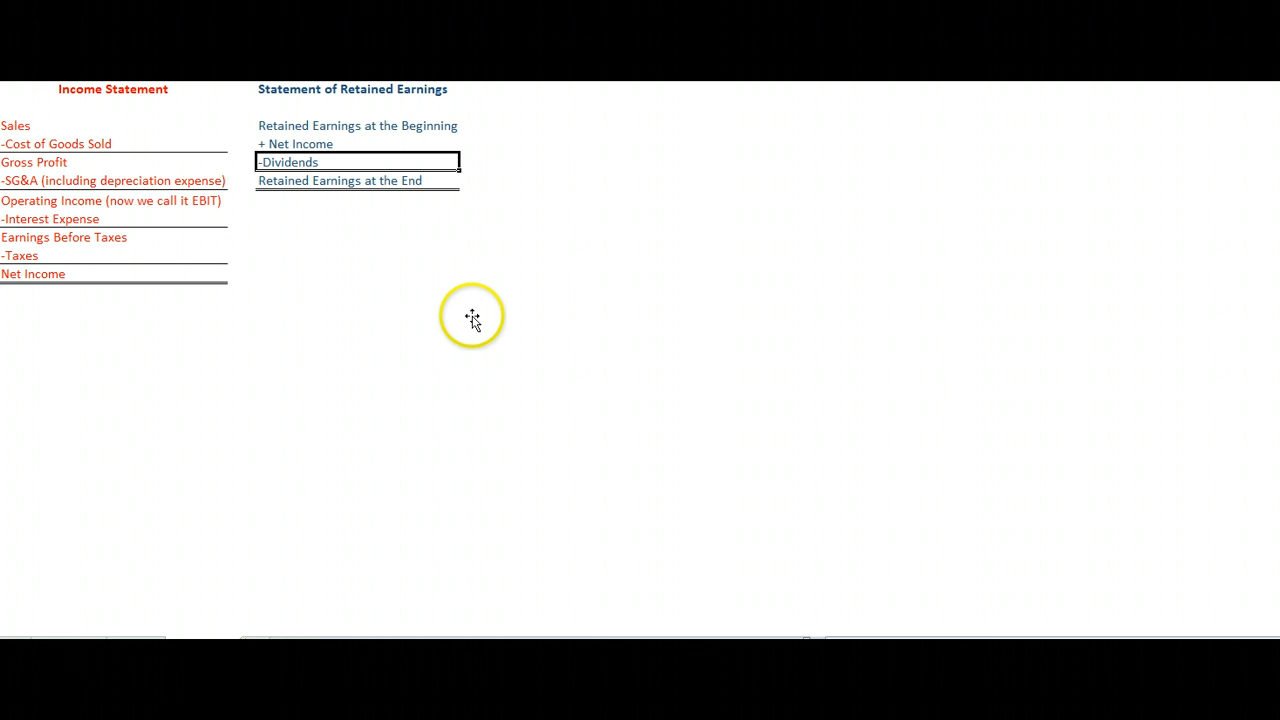 Income Statement
Sales
-Cost of Goods Sold
Gross Profit
-SG&A (including depreciation expense)
Operating Income (now we call it EBIT)
-Interest Expense
Earnings Before Taxes
-Taxes
Net Income
Statement of Retained Earnings
Retained Earnings at the Beginning
+ Net Income
-Dividends
Retained Earnings at the End